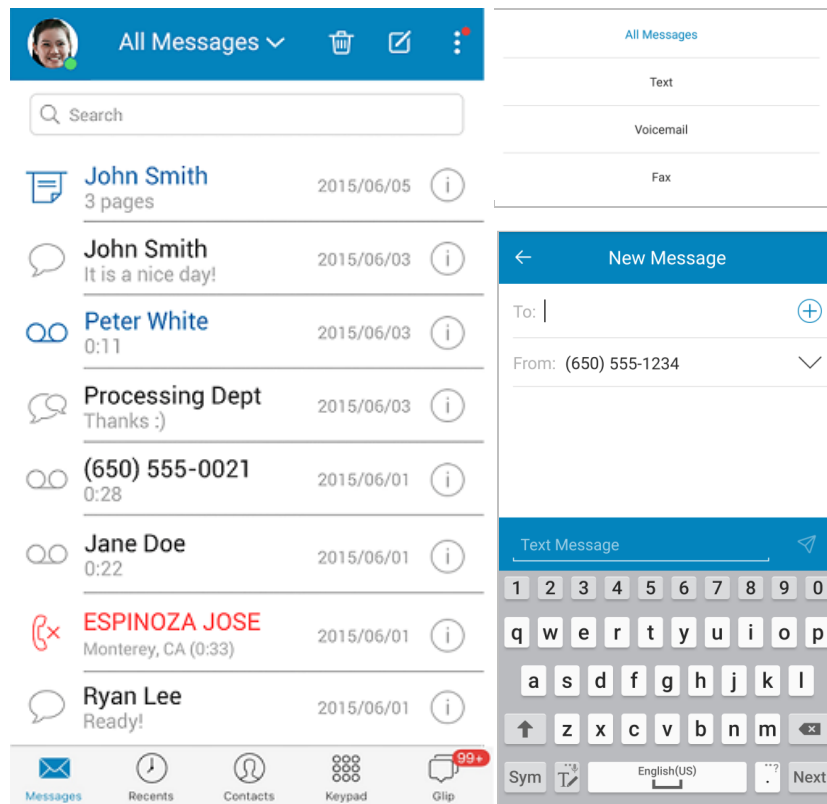 All Messages
Search
John Smith
3 pages
2015/06/05
i
John Smith
It is a nice day!
2015/06/03
i
Peter White
0:11
2015/06/03
i
Processing Dept
Thanks :)
2015/06/03
i
(650) 555-0021
0:28
2015/06/01
i
Jane Doe
0:22
2015/06/01
i
ESPINOZA JOSE
Monterey, CA (0:33)
2015/06/01
i
Ryan Lee
Ready!
2015/06/01
i
99+
Messages Recents Contacts Keypad Glip
All Messages
Text
Voicemail
Fax
New Message
To:
From: (650) 555-1234
Text Message
1 2 3 4 5 6 7 8 9 0
q w e r t y u i o p
a s d f g h j k l
z x c v b n m
Sym T English(US) . ? Next